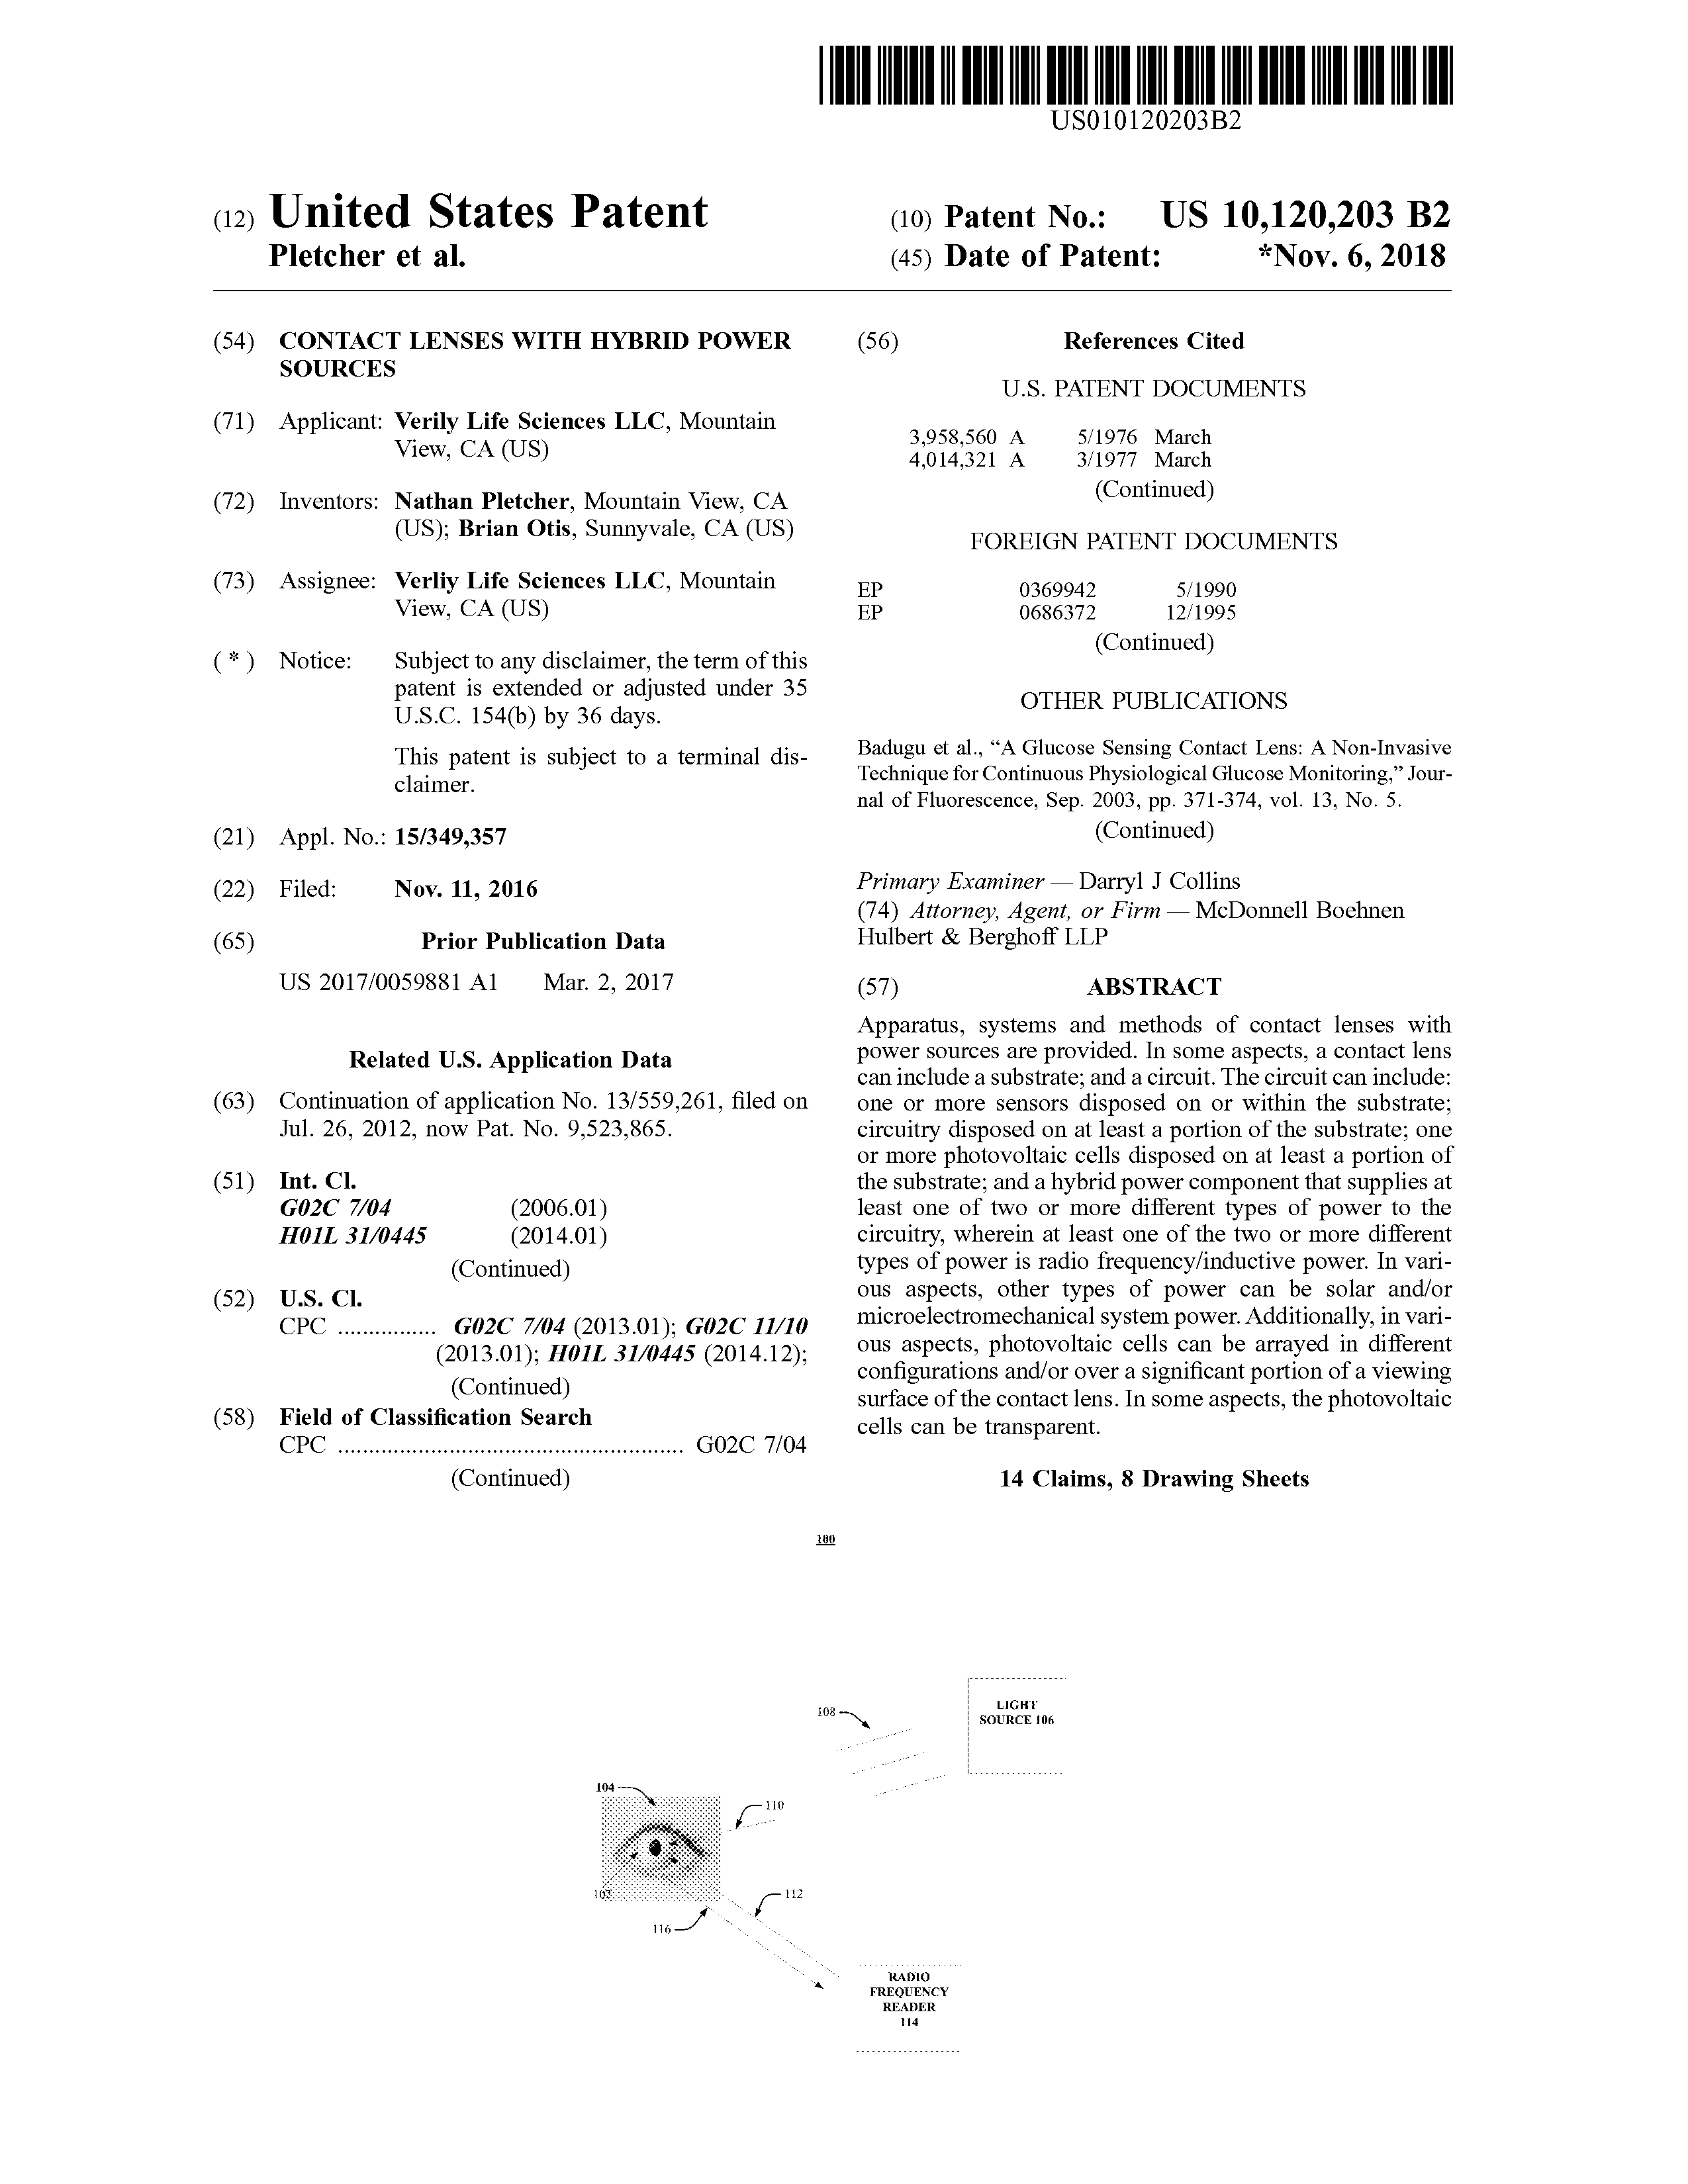 US010120203B2
(12) United States Patent
Pletcher et al.
(10) Patent No.: US 10,120,203 B2
(45) Date of Patent: *Nov. 6, 2018
(54) CONTACT LENSES WITH HYBRID POWER
SOURCES
(71) Applicant: Verily Life Sciences LLC, Mountain
View, CA (US)
(72) Inventors: Nathan Pletcher, Mountain View, CA
(US); Brian Otis, Sunnyvale, CA (US)
(73) Assignee: Verliy Life Sciences LLC, Mountain
View, CA (US)
( * ) Notice: Subject to any disclaimer, the term of this
patent is extended or adjusted under 35
U.S.C. 154(b) by 36 days.
This patent is subject to a terminal dis-
claimer.
(21) Appl. No.: 15/349,357
(22) Filed: Nov. 11, 2016
(65) Prior Publication Data
US 2017/0059881 A1 Mar. 2, 2017
Related U.S. Application Data
(63) Continuation of application No. 13/559,261, filed on
Jul. 26, 2012, now Pat. No. 9,523,865.
(51) Int. Cl.
G02C 7/04 (2006.01)
H01L 31/0445 (2014.01)
(Continued)
(52) U.S. Cl.
CPC ............... G02C 7/04 (2013.01); G02C 11/10
(2013.01); H01L 31/0445 (2014.12);
(Continued)
(58) Field of Classification Search
CPC ....................................................... G02C 7/04
(Continued)
(56) References Cited
U.S. PATENT DOCUMENTS
3,958,560 A 5/1976 March
4,014,321 A 3/1977 March
(Continued)
FOREIGN PATENT DOCUMENTS
EP 0369942 5/1990
EP 0686372 12/1995
(Continued)
OTHER PUBLICATIONS
Badugu et al., “A Glucose Sensing Contact Lens: A Non-Invasive
Technique for Continuous Physiological Glucose Monitoring,” Jour-
nal of Fluorescence, Sep. 2003, pp. 371-374, vol. 13, No. 5.
(Continued)
Primary Examiner — Darryl J Collins
(74) Attorney, Agent, or Firm — McDonnell Boehnen
Hulbert & Berghoff LLP
(57) ABSTRACT
Apparatus, systems and methods of contact lenses with
power sources are provided. In some aspects, a contact lens
can include a substrate; and a circuit. The circuit can include:
one or more sensors disposed on or within the substrate;
circuitry disposed on at least a portion of the substrate; one
or more photovoltaic cells disposed on at least a portion of
the substrate; and a hybrid power component that supplies at
least one of two or more different types of power to the
circuitry, wherein at least one of the two or more different
types of power is radio frequency/inductive power. In vari-
ous aspects, other types of power can be solar and/or
microelectromechanical system power. Additionally, in vari-
ous aspects, photovoltaic cells can be arrayed in different
configurations and/or over a significant portion of a viewing
surface of the contact lens. In some aspects, the photovoltaic
cells can be transparent.
14 Claims, 8 Drawing Sheets
100
LIGHT
SOURCE 106
108
104
110
102
112
116
RADIO
FREQUENCY
READER
114